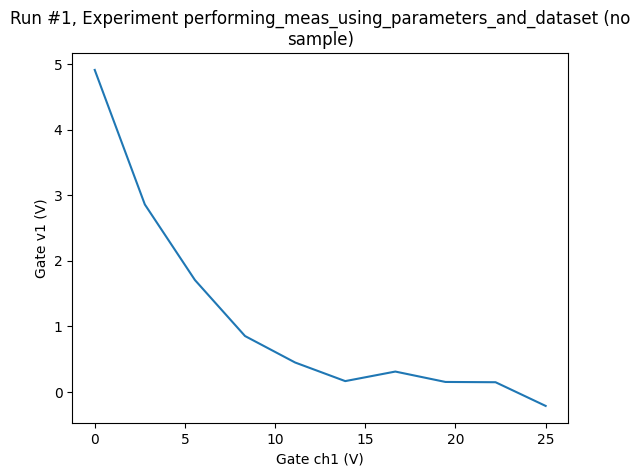 Run #1, Experiment performing_meas_using_parameters_and_dataset (no
sample)
5
4
3
2
1
0
Gate v1 (V)
0 5 10 15 20 25
Gate ch1 (V)